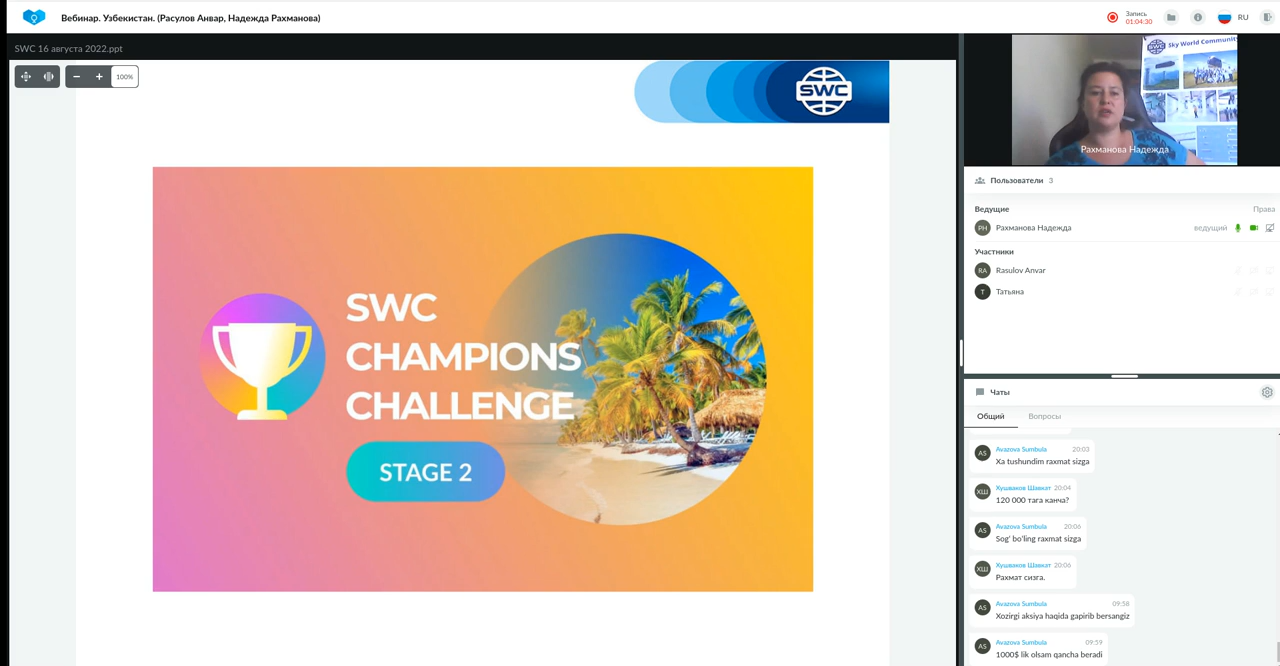 Вебинар. Узбекистан. (Расулов Анвар, Надежда Рахманова)
Запись
01:04:30
RU
SWC 16 августа 2022.ppt
100%
SWC
SWC
CHAMPIONS
CHALLENGE
STAGE 2
SWC Sky World Community
Рахманова Надежда
Пользователи 3
Ведущие Права
РН Рахманова Надежда ведущий
Участники
RA Rasulov Anvar
Т Татьяна
Чаты
Общий Вопросы
AS Avazova Sumbula 20:03
Xa tushundim raxmat sizga
ХШ Хушваков Шавкат 20:04
120 000 тага канча?
AS Avazova Sumbula 20:06
Sog' bo'ling raxmat sizga
ХШ Хушваков Шавкат 20:06
Рахмат сизга.
AS Avazova Sumbula 09:58
Xozirgi aksiya haqida gapirib bersangiz
AS Avazova Sumbula 09:59
1000$ lik olsam qancha beradi